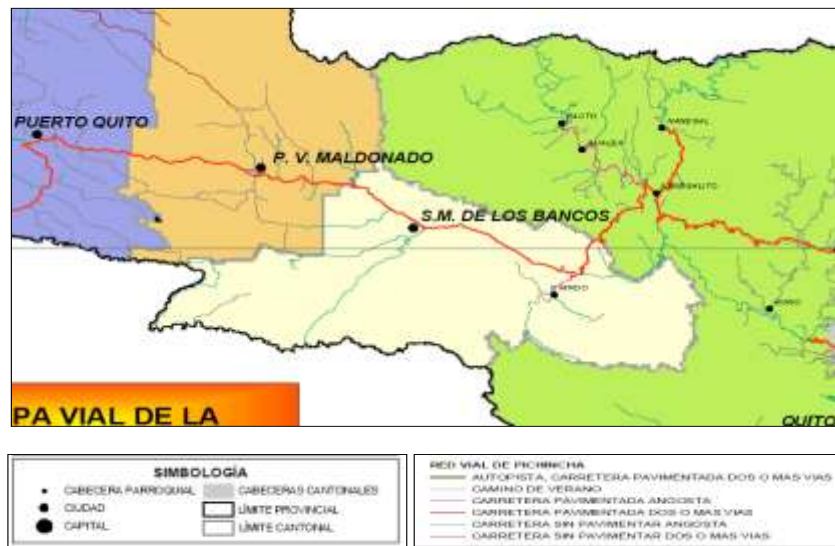 PUERTO QUITO
P. V. MALDONADO
S.M. DE LOS BANCOS
MINDO
QUITO
PA VIAL DE LA
SIMBOLOGÍA
CABECERA PARROQUIAL
CIUDAD
CAPITAL
CABECERAS CANTONALES
LÍMITE PROVINCIAL
LÍMITE CANTONAL
RED VIAL DE PICHINCHA
AUTOPISTA, CARRETERA PAVIMENTADA DOS O MAS VIAS
CAMINO DE VERANO
CARRETERA PAVIMENTADA ANGOSTA
CARRETERA PAVIMENTADA DOS O MAS VIAS
CARRETERA SIN PAVIMENTAR ANGOSTA
CARRETERA SIN PAVIMENTAR DOS O MAS VIAS